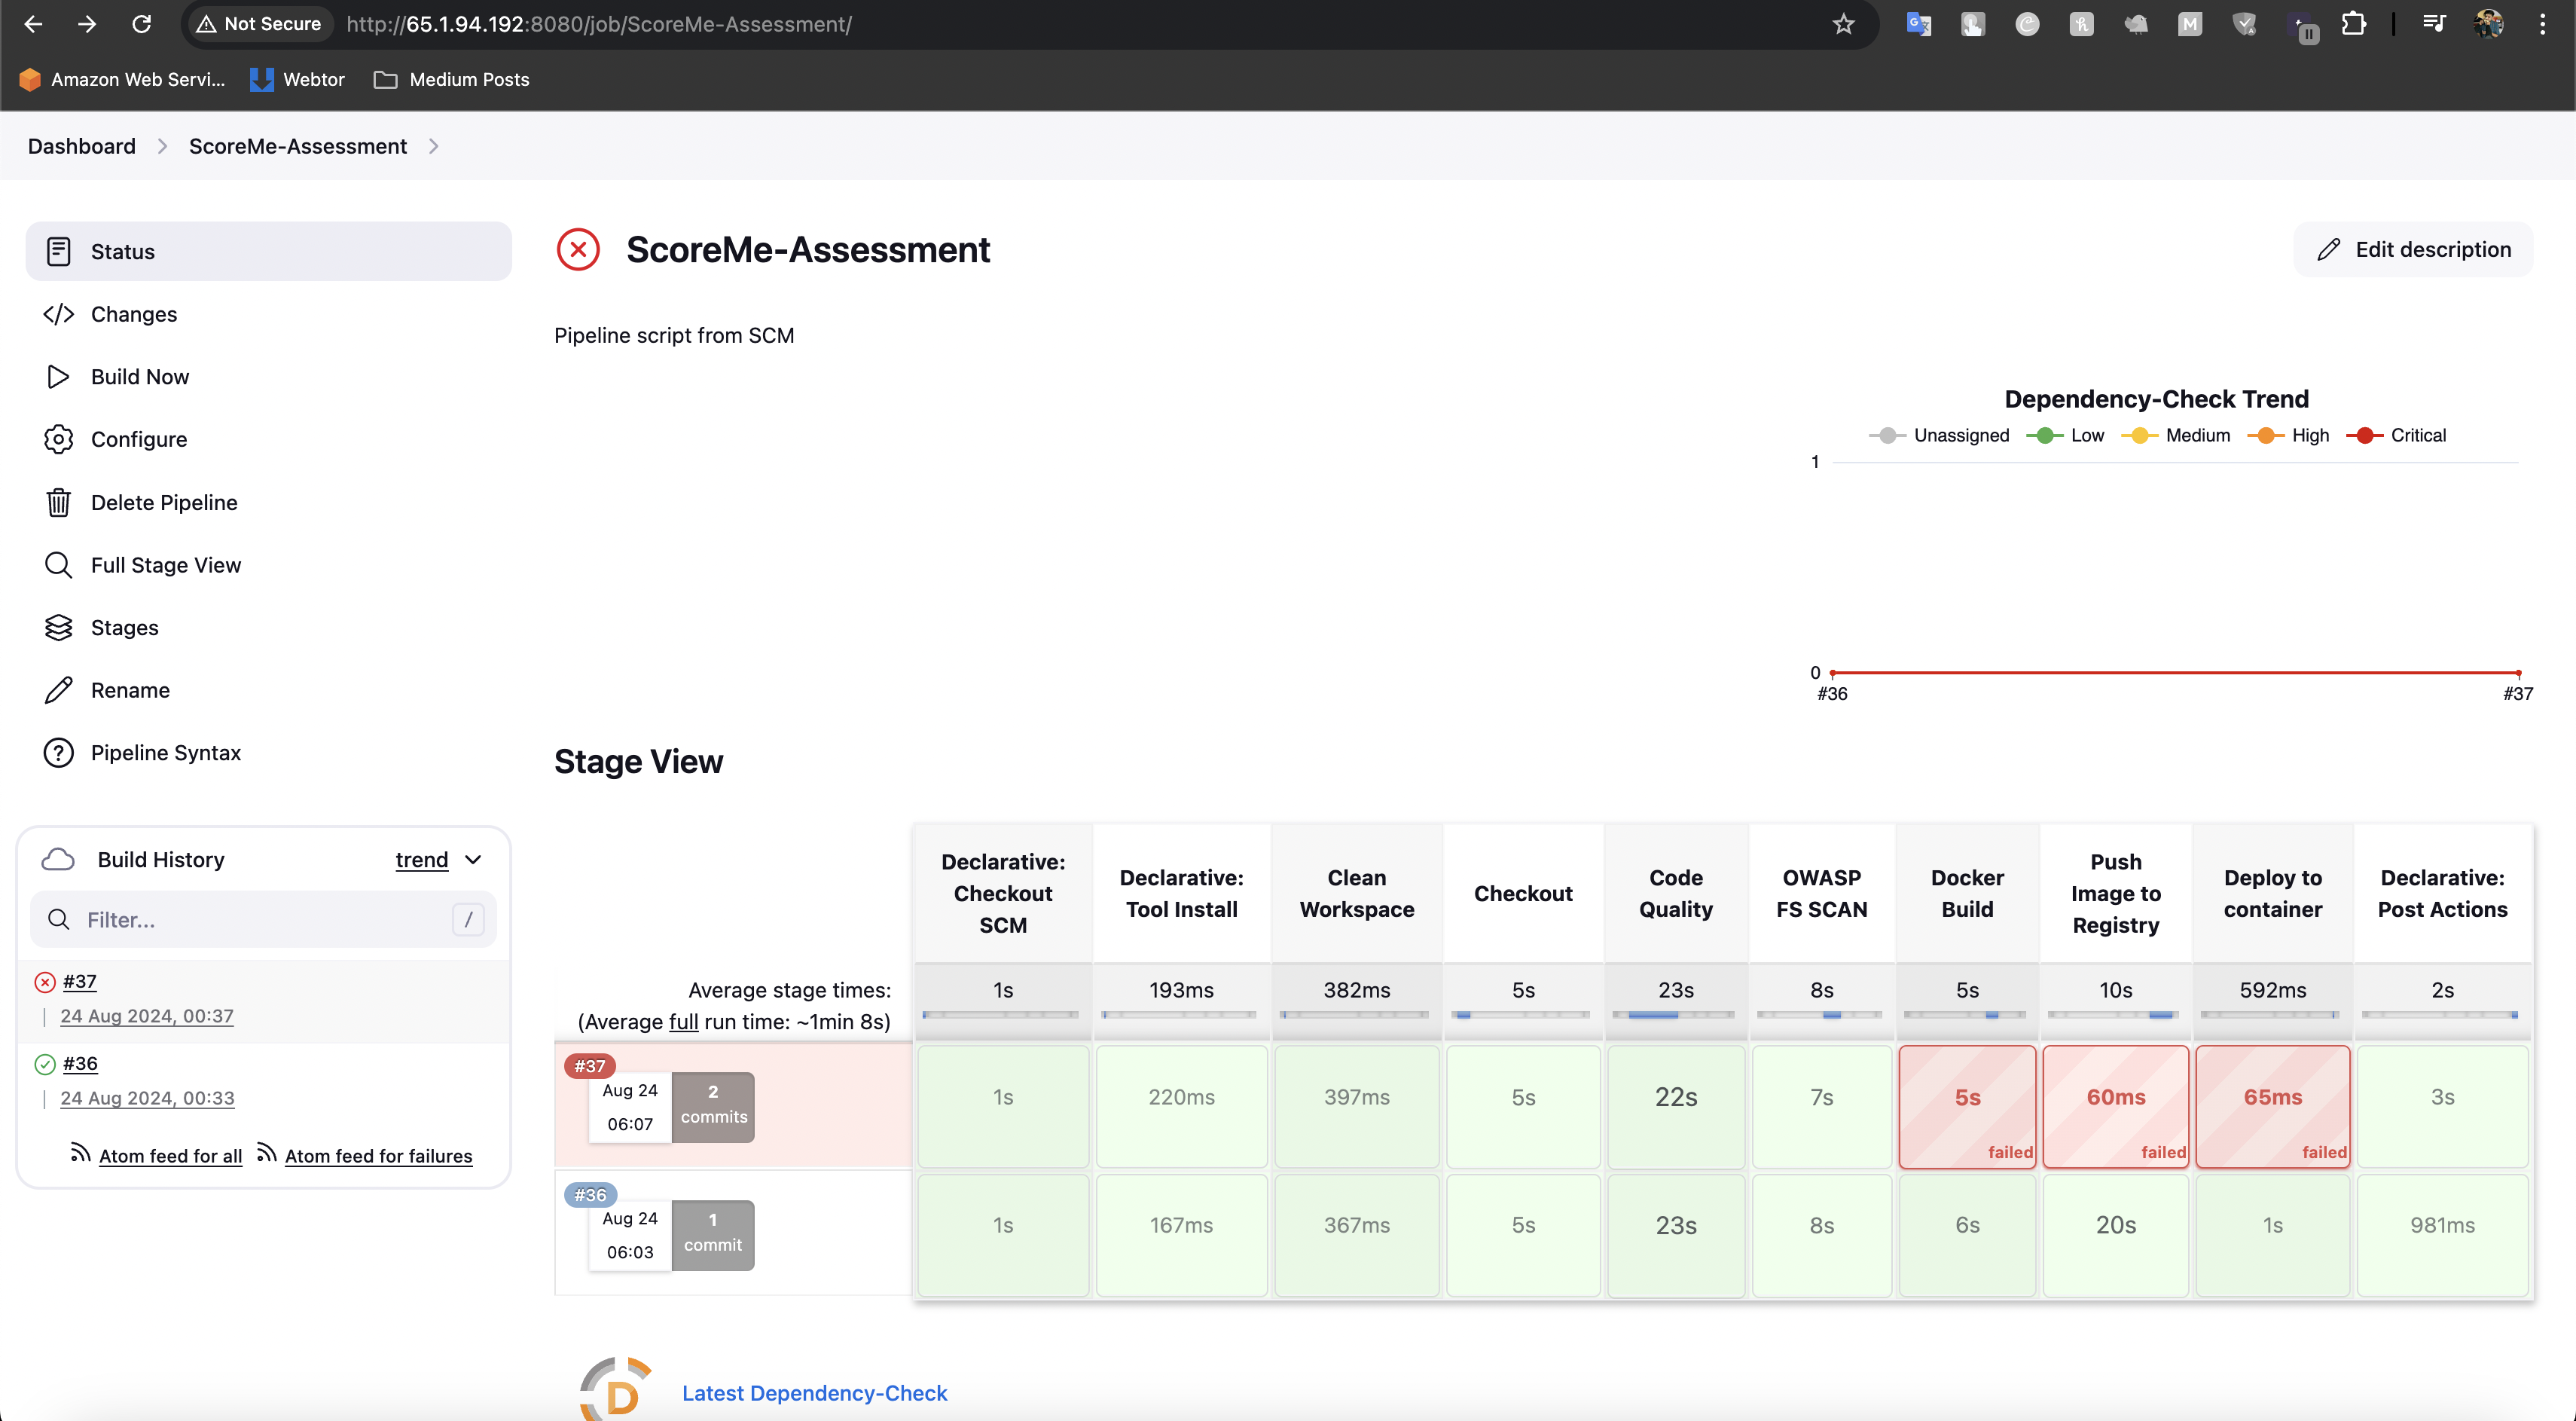 Not Secure
http://65.1.94.192:8080/job/ScoreMe-Assessment/
Amazon Web Servi...
Webtor
Medium Posts
Dashboard
ScoreMe-Assessment
Status
Changes
Build Now
Configure
Delete Pipeline
Full Stage View
Stages
Rename
Pipeline Syntax
Build History
trend
Filter...
/
#37
24 Aug 2024, 00:37
#36
24 Aug 2024, 00:33
Atom feed for all
Atom feed for failures
ScoreMe-Assessment
Edit description
Pipeline script from SCM
Dependency-Check Trend
Unassigned Low Medium High Critical
1
0
#36 #37
Stage View
Declarative: Checkout SCM
Declarative: Tool Install
Clean Workspace
Checkout
Code Quality
OWASP FS SCAN
Docker Build
Push Image to Registry
Deploy to container
Declarative: Post Actions
Average stage times:
(Average full run time: ~1min 8s)
1s 193ms 382ms 5s 23s 8s 5s 10s 592ms 2s
#37
Aug 24
06:07
2
commits
1s 220ms 397ms 5s 22s 7s 5s 60ms 65ms 3s
failed failed failed
#36
Aug 24
06:03
1
commit
1s 167ms 367ms 5s 23s 8s 6s 20s 1s 981ms
D
Latest Dependency-Check